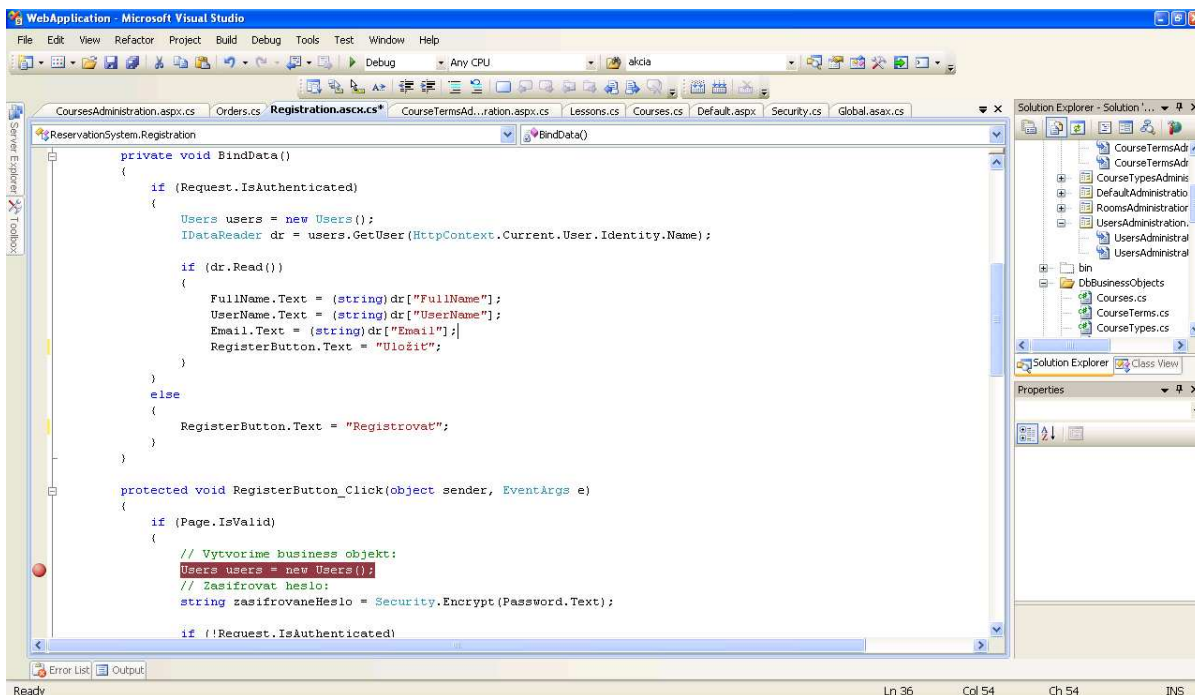 WebApplication - Microsoft Visual Studio
File Edit View Refactor Project Build Debug Tools Test Window Help
Debug Any CPU akcia
CoursesAdministration.aspx.cs Orders.cs Registration.ascx.cs* CourseTermsAd...ration.aspx.cs Lessons.cs Courses.cs Default.aspx Security.cs Global.asax.cs
ReservationSystem.Registration BindData()
private void BindData()
{
if (Request.IsAuthenticated)
{
Users users = new Users();
IDataReader dr = users.GetUser(HttpContext.Current.User.Identity.Name);
if (dr.Read())
{
FullName.Text = (string)dr["FullName"];
UserName.Text = (string)dr["UserName"];
Email.Text = (string)dr["Email"];
RegisterButton.Text = "Uložiť";
}
}
else
{
RegisterButton.Text = "Registrovať";
}
}
protected void RegisterButton_Click(object sender, EventArgs e)
{
if (Page.IsValid)
{
// Vytvorime business objekt:
Users users = new Users();
// Zasifrovat heslo:
string zasifrovaneHeslo = Security.Encrypt(Password.Text);
if (!Request.IsAuthenticated)
Server Explorer
Toolbox
Solution Explorer - Solution '...
CourseTermsAdr
CourseTermsAdr
CourseTypesAdminis
DefaultAdministratio
RoomsAdministration
UsersAdministration.
UsersAdministrat
UsersAdministrat
bin
DbBusinessObjects
Courses.cs
CourseTerms.cs
CourseTypes.cs
Solution Explorer Class View
Properties
Error List Output
Ready Ln 36 Col 54 Ch 54 INS